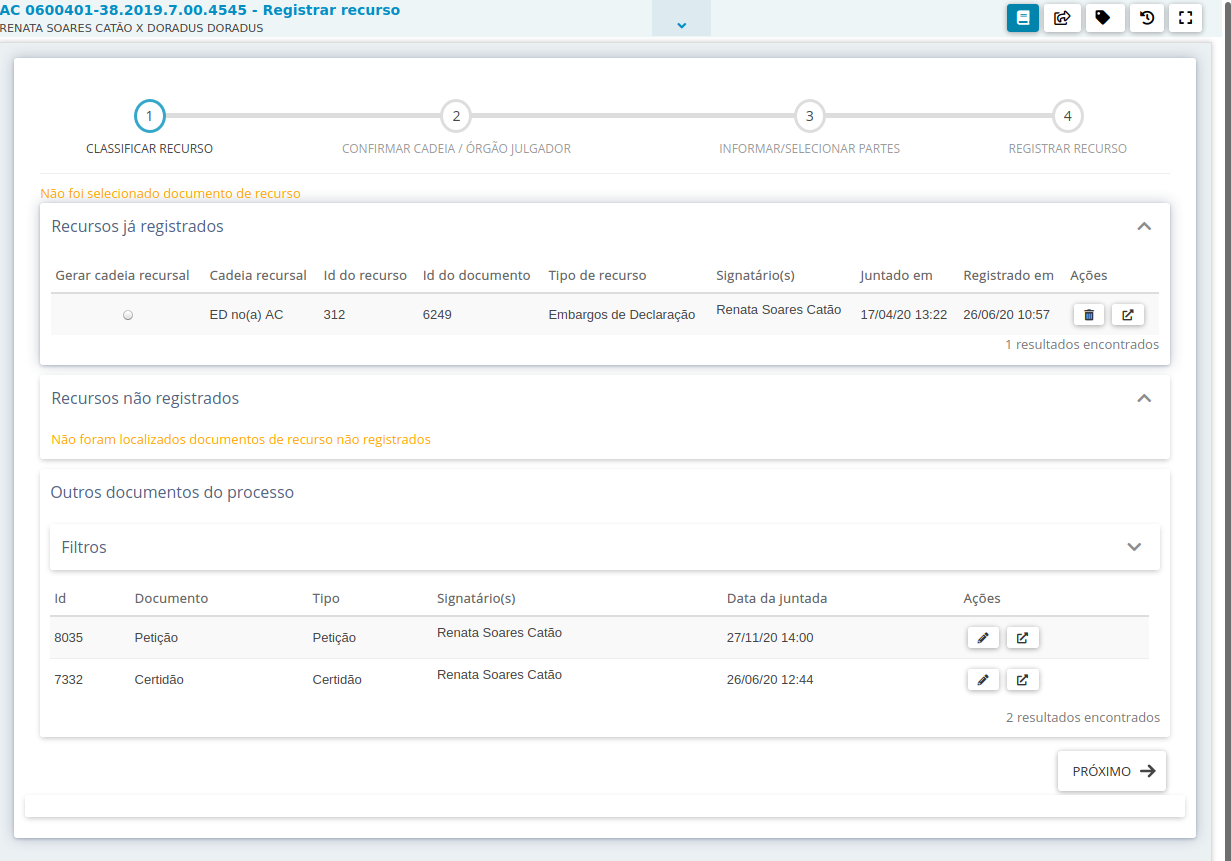 AC 0600401-38.2019.7.00.4545 - Registrar recurso
RENATA SOARES CATÃO X DORADUS DORADUS
1 2 3 4
CLASSIFICAR RECURSO CONFIRMAR CADEIA / ÓRGÃO JULGADOR INFORMAR/SELECIONAR PARTES REGISTRAR RECURSO
Não foi selecionado documento de recurso
Recursos já registrados
Gerar cadeia recursal Cadeia recursal Id do recurso Id do documento Tipo de recurso Signatário(s) Juntado em Registrado em Ações
ED no(a) AC 312 6249 Embargos de Declaração Renata Soares Catão 17/04/20 13:22 26/06/20 10:57
1 resultados encontrados
Recursos não registrados
Não foram localizados documentos de recurso não registrados
Outros documentos do processo
Filtros
Id Documento Tipo Signatário(s) Data da juntada Ações
8035 Petição Petição Renata Soares Catão 27/11/20 14:00
7332 Certidão Certidão Renata Soares Catão 26/06/20 12:44
2 resultados encontrados
PRÓXIMO